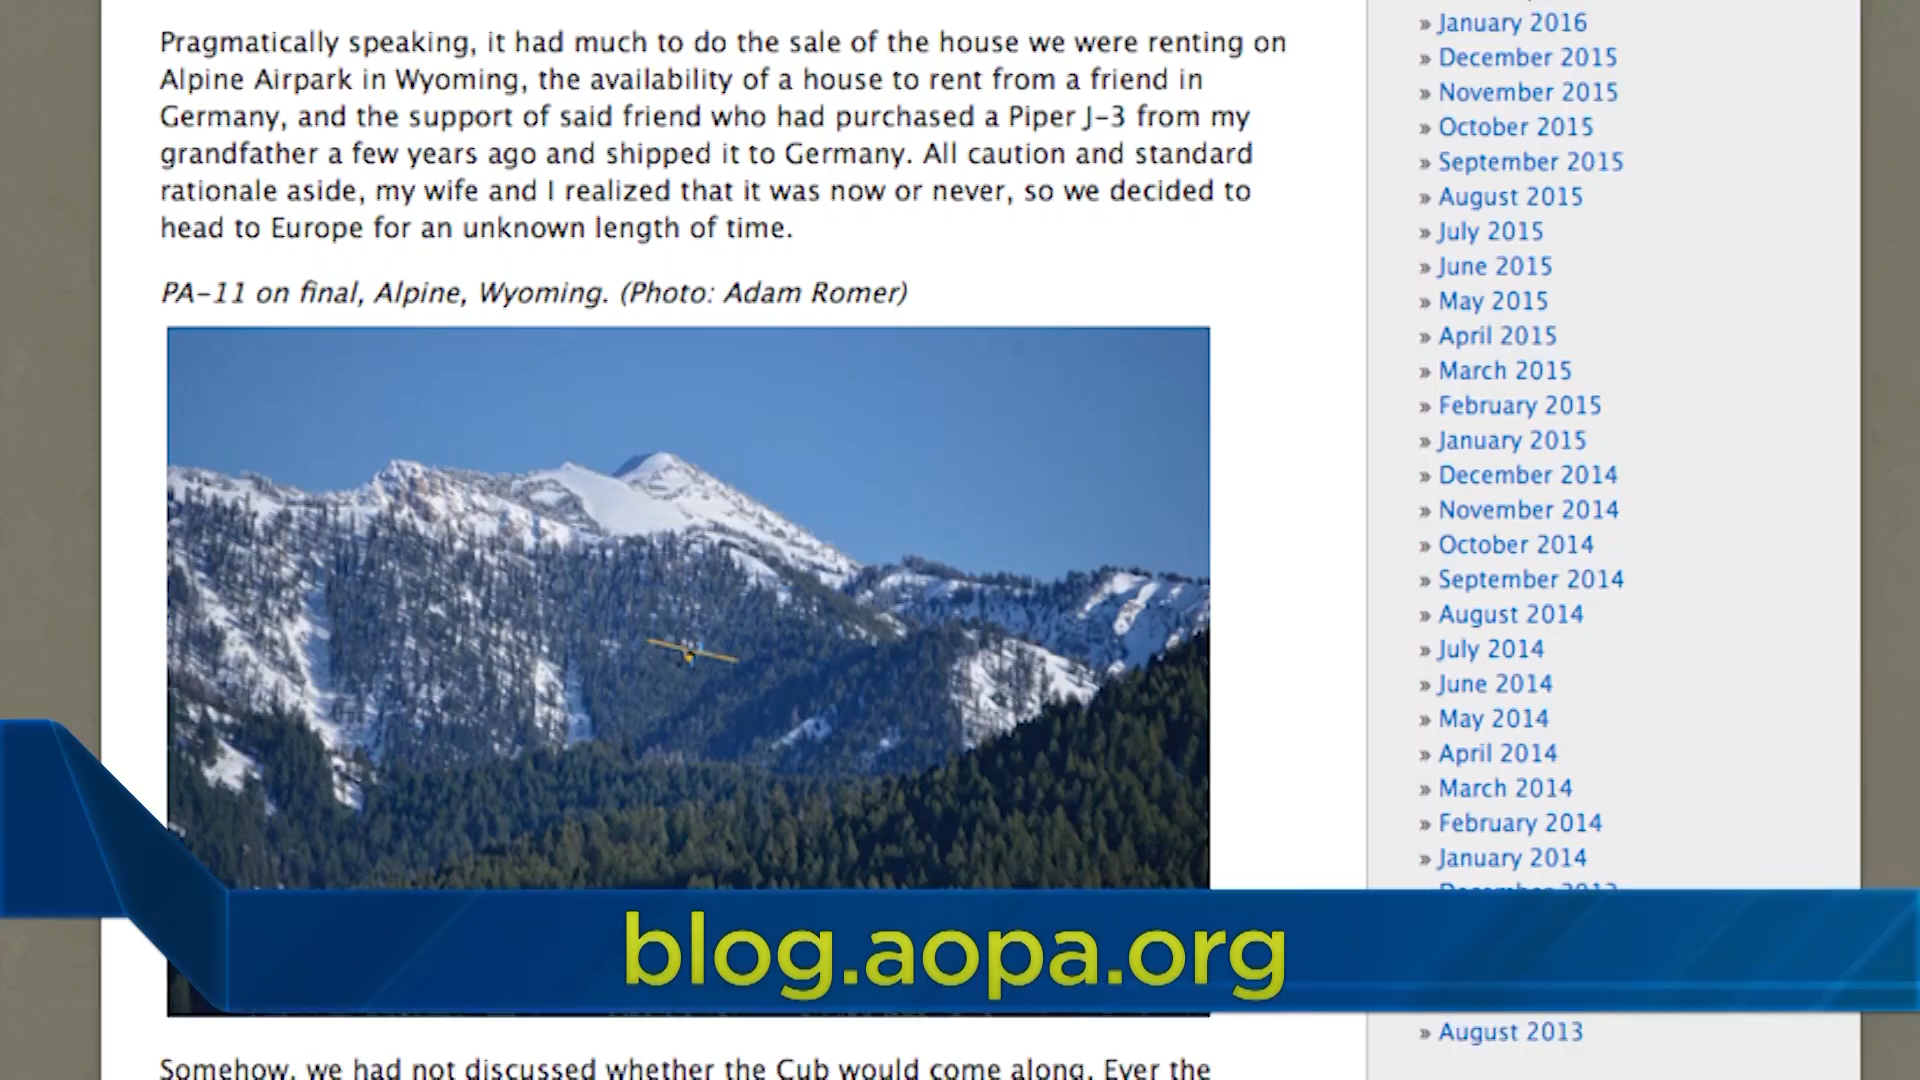 Pragmatically speaking, it had much to do the sale of the house we were renting on
Alpine Airpark in Wyoming, the availability of a house to rent from a friend in
Germany, and the support of said friend who had purchased a Piper J-3 from my
grandfather a few years ago and shipped it to Germany. All caution and standard
rationale aside, my wife and I realized that it was now or never, so we decided to
head to Europe for an unknown length of time.
PA-11 on final, Alpine, Wyoming. (Photo: Adam Romer)
Somehow, we had not discussed whether the Cub would come along. Ever the
» January 2016
» December 2015
» November 2015
» October 2015
» September 2015
» August 2015
» July 2015
» June 2015
» May 2015
» April 2015
» March 2015
» February 2015
» January 2015
» December 2014
» November 2014
» October 2014
» September 2014
» August 2014
» July 2014
» June 2014
» May 2014
» April 2014
» March 2014
» February 2014
» January 2014
» December 2013
» August 2013
blog.aopa.org